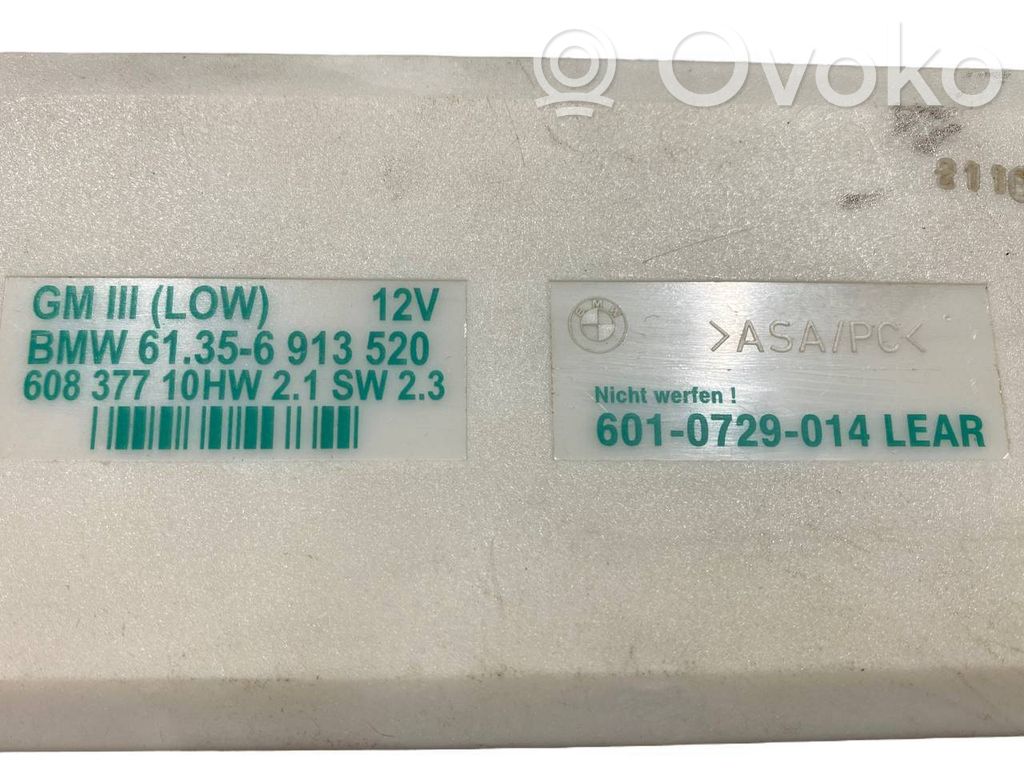 © Ovoko
GM III (LOW) 12V
BMW 61.35-6 913 520
608 377 10HW 2.1 SW 2.3
BMW
>ASA/PC<
Nicht werfen !
601-0729-014 LEAR